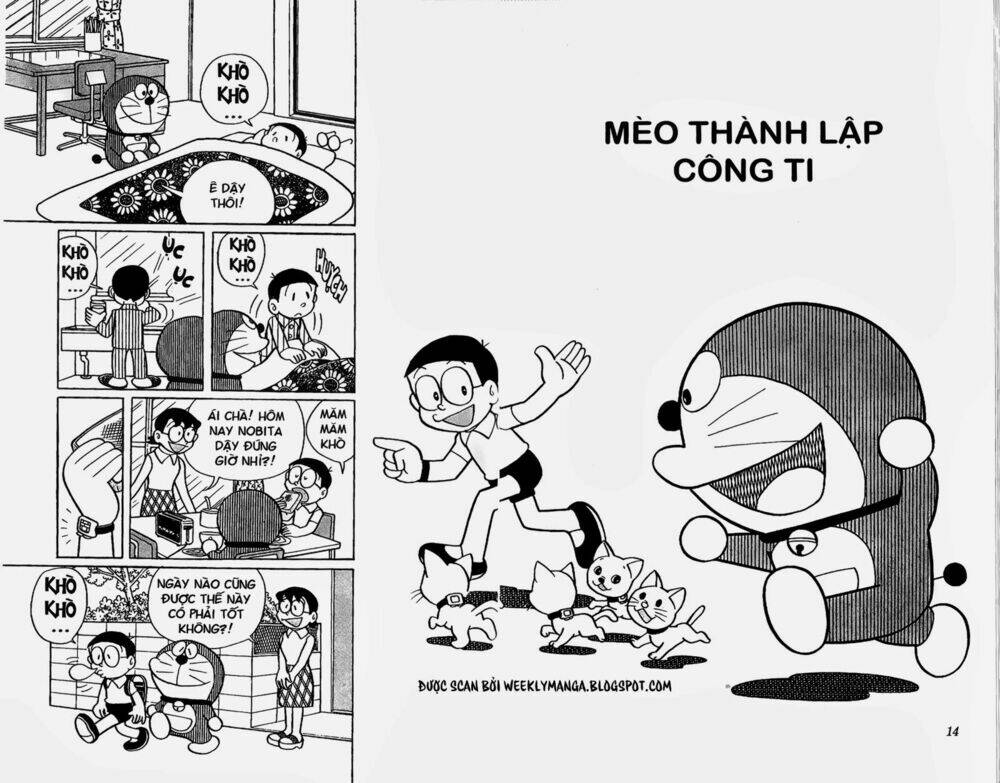 MÈO THÀNH LẬP
CÔNG TI
ĐƯỢC SCAN BỞI WEEKLYMANGA.BLOGSPOT.COM
14
KHÒ
KHÒ
...
Ê DẬY
THÔI!
HUỴCH
KHÒ
KHÒ
...
ỤC
ỤC
KHÒ
KHÒ
...
MĂM
MĂM
KHÒ
ÁI CHÀ! HÔM
NAY NOBITA
DẬY ĐÚNG
GIỜ NHỈ?!
NGÀY NÀO CŨNG
ĐƯỢC THẾ NÀY
CÓ PHẢI TỐT
KHÔNG?!
KHÒ
KHÒ
...